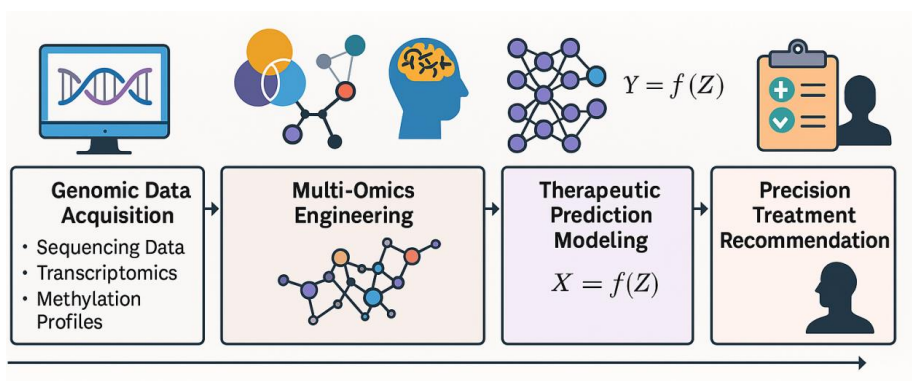 Y = f(Z)
Genomic Data
Acquisition
• Sequencing Data
• Transcriptomics
• Methylation
Profiles
Multi-Omics
Engineering
Therapeutic
Prediction
Modeling
X = f(Z)
Precision
Treatment
Recommendation